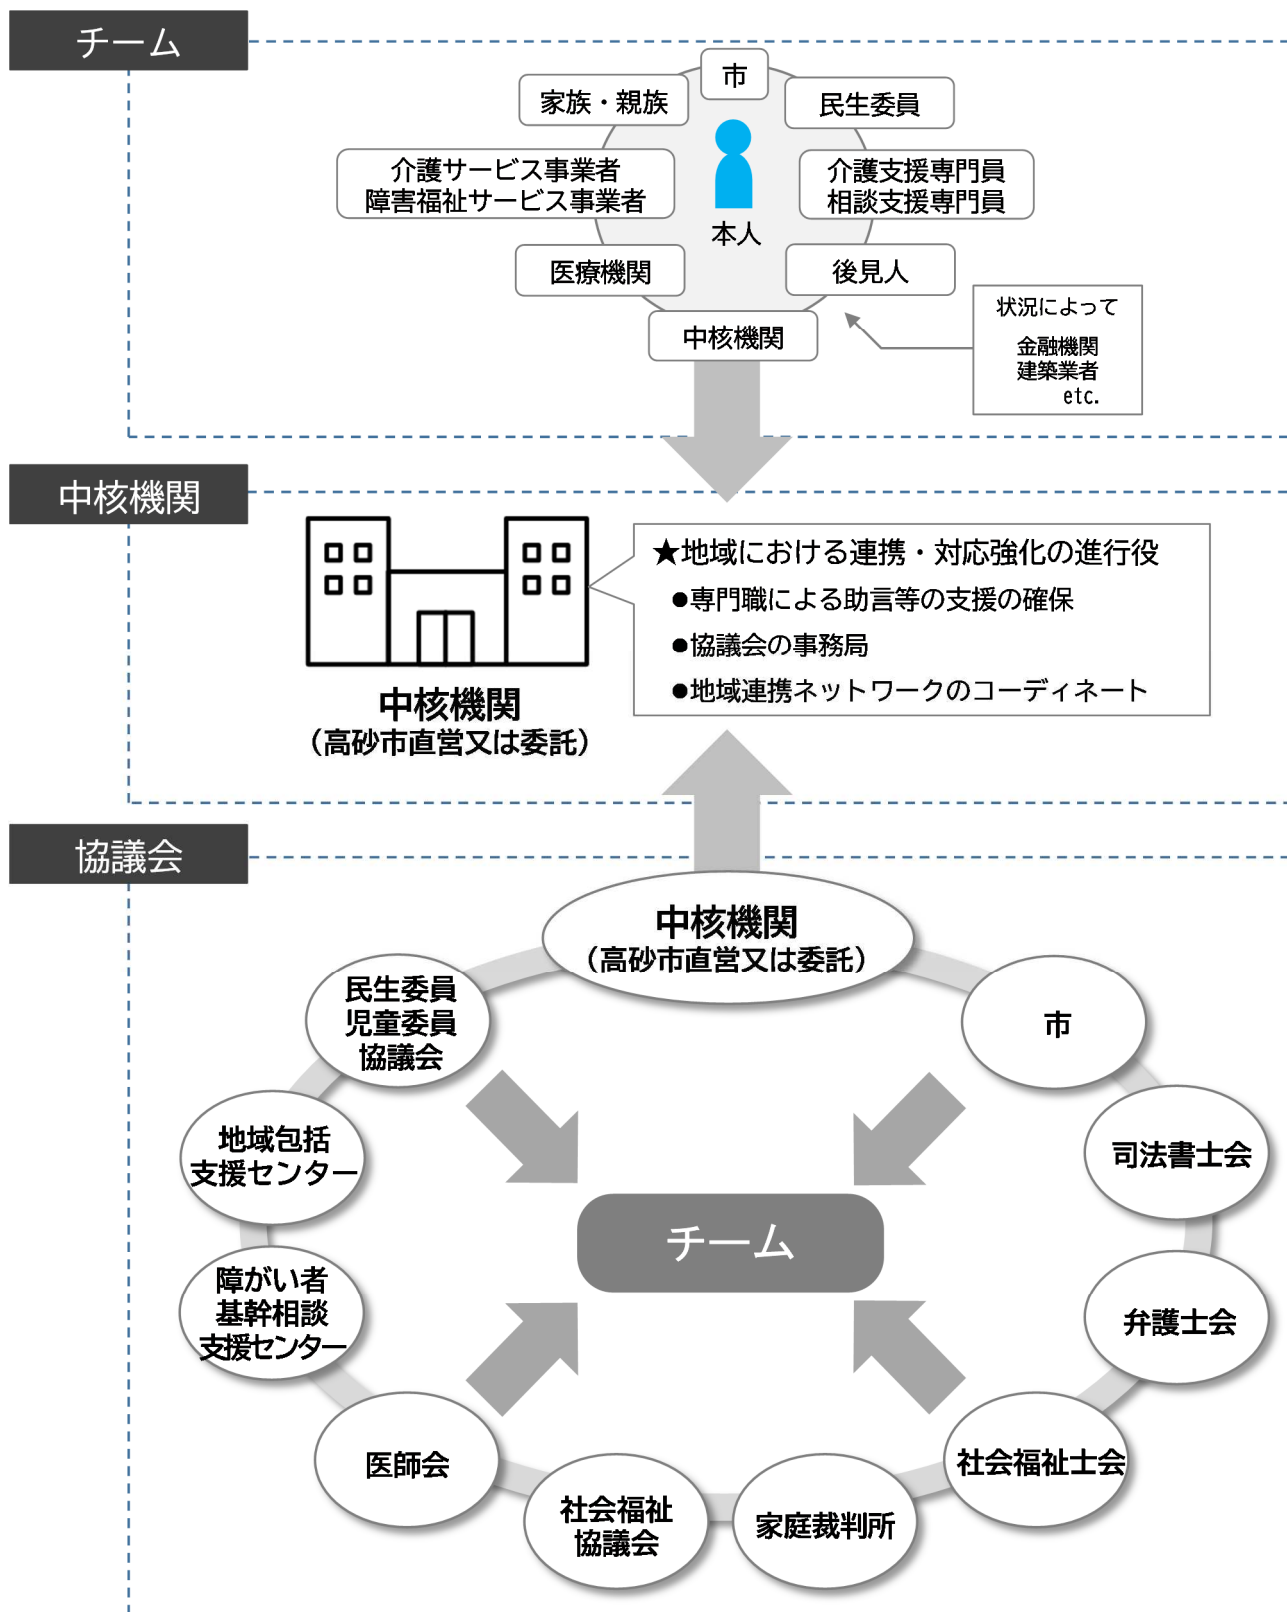 チーム
市
家族・親族
民生委員
介護サービス事業者
障害福祉サービス事業者
介護支援専門員
相談支援専門員
本人
医療機関
後見人
中核機関
状況によって
金融機関
建築業者
etc.
中核機関
★地域における連携・対応強化の進行役
●専門職による助言等の支援の確保
●協議会の事務局
●地域連携ネットワークのコーディネート
中核機関
（高砂市直営又は委託）
協議会
中核機関
（高砂市直営又は委託）
民生委員
児童委員
協議会
市
地域包括
支援センター
司法書士会
チーム
障がい者
基幹相談
支援センター
弁護士会
医師会
社会福祉士会
社会福祉
協議会
家庭裁判所